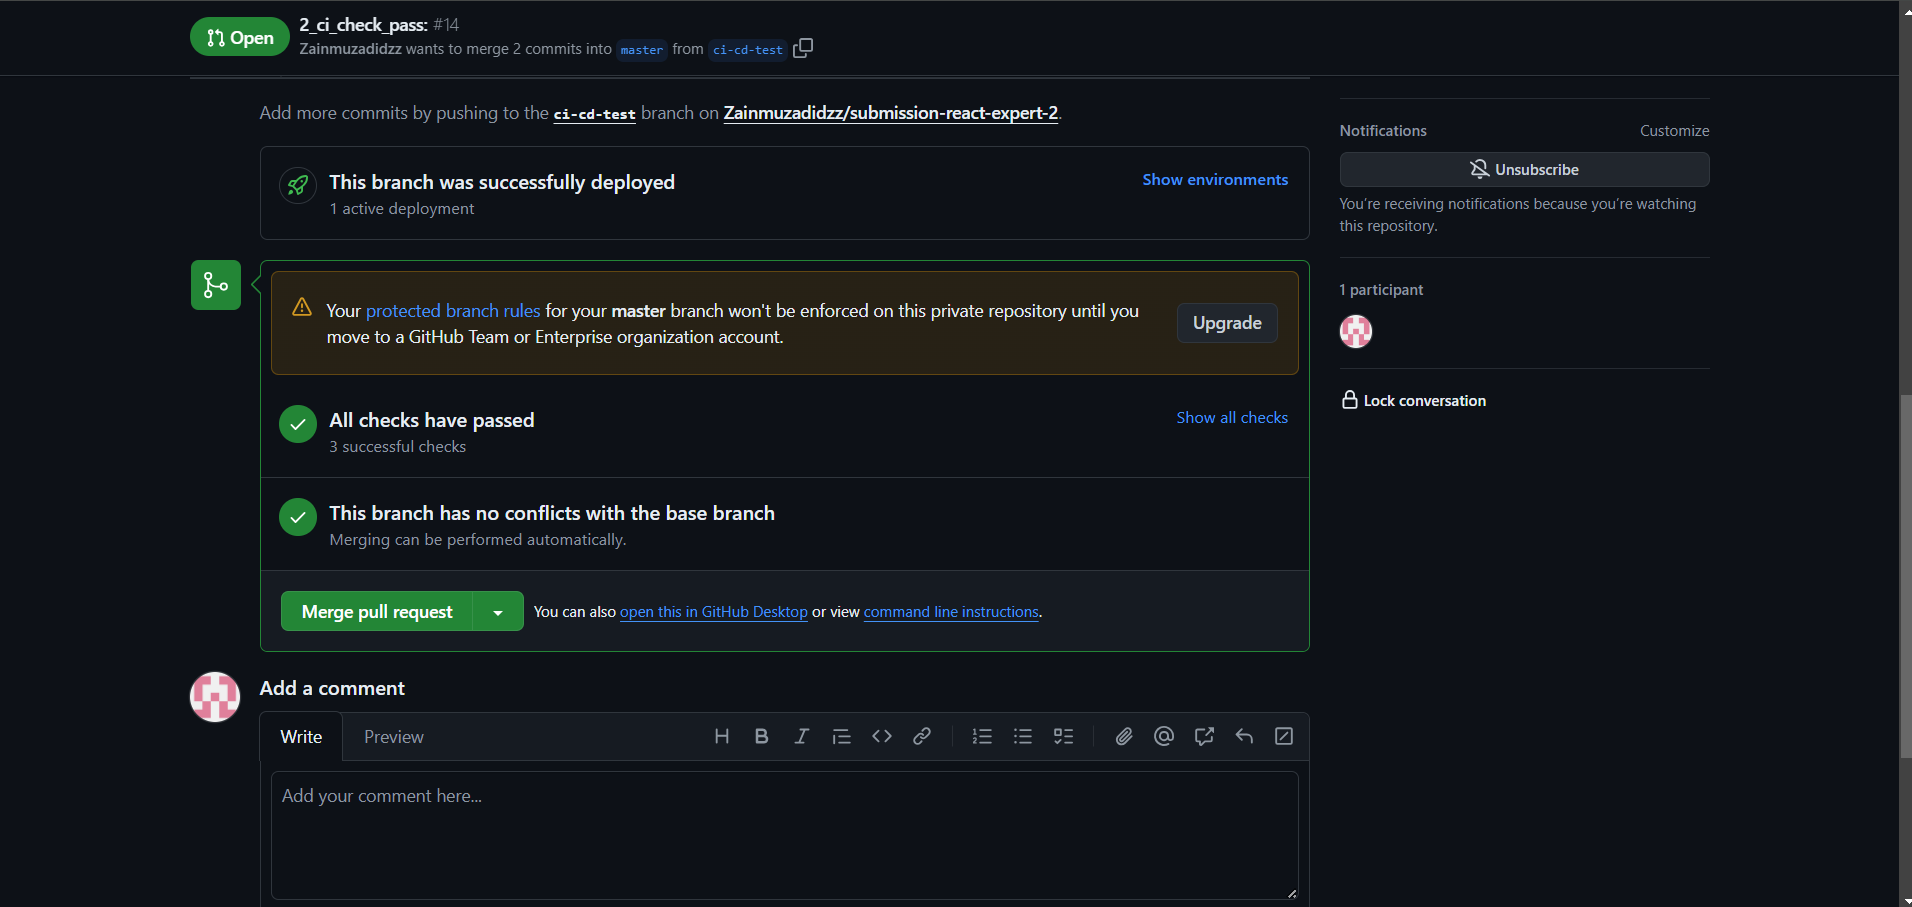 Open
2_ci_check_pass: #14
Zainmuzadidzz wants to merge 2 commits into master from ci-cd-test
Add more commits by pushing to the ci-cd-test branch on Zainmuzadidzz/submission-react-expert-2.
This branch was successfully deployed
1 active deployment
Show environments
Your protected branch rules for your master branch won't be enforced on this private repository until you
move to a GitHub Team or Enterprise organization account.
Upgrade
All checks have passed
3 successful checks
Show all checks
This branch has no conflicts with the base branch
Merging can be performed automatically.
Merge pull request
You can also open this in GitHub Desktop or view command line instructions.
Add a comment
Write
Preview
Add your comment here...
Notifications
Customize
Unsubscribe
You're receiving notifications because you're watching
this repository.
1 participant
Lock conversation